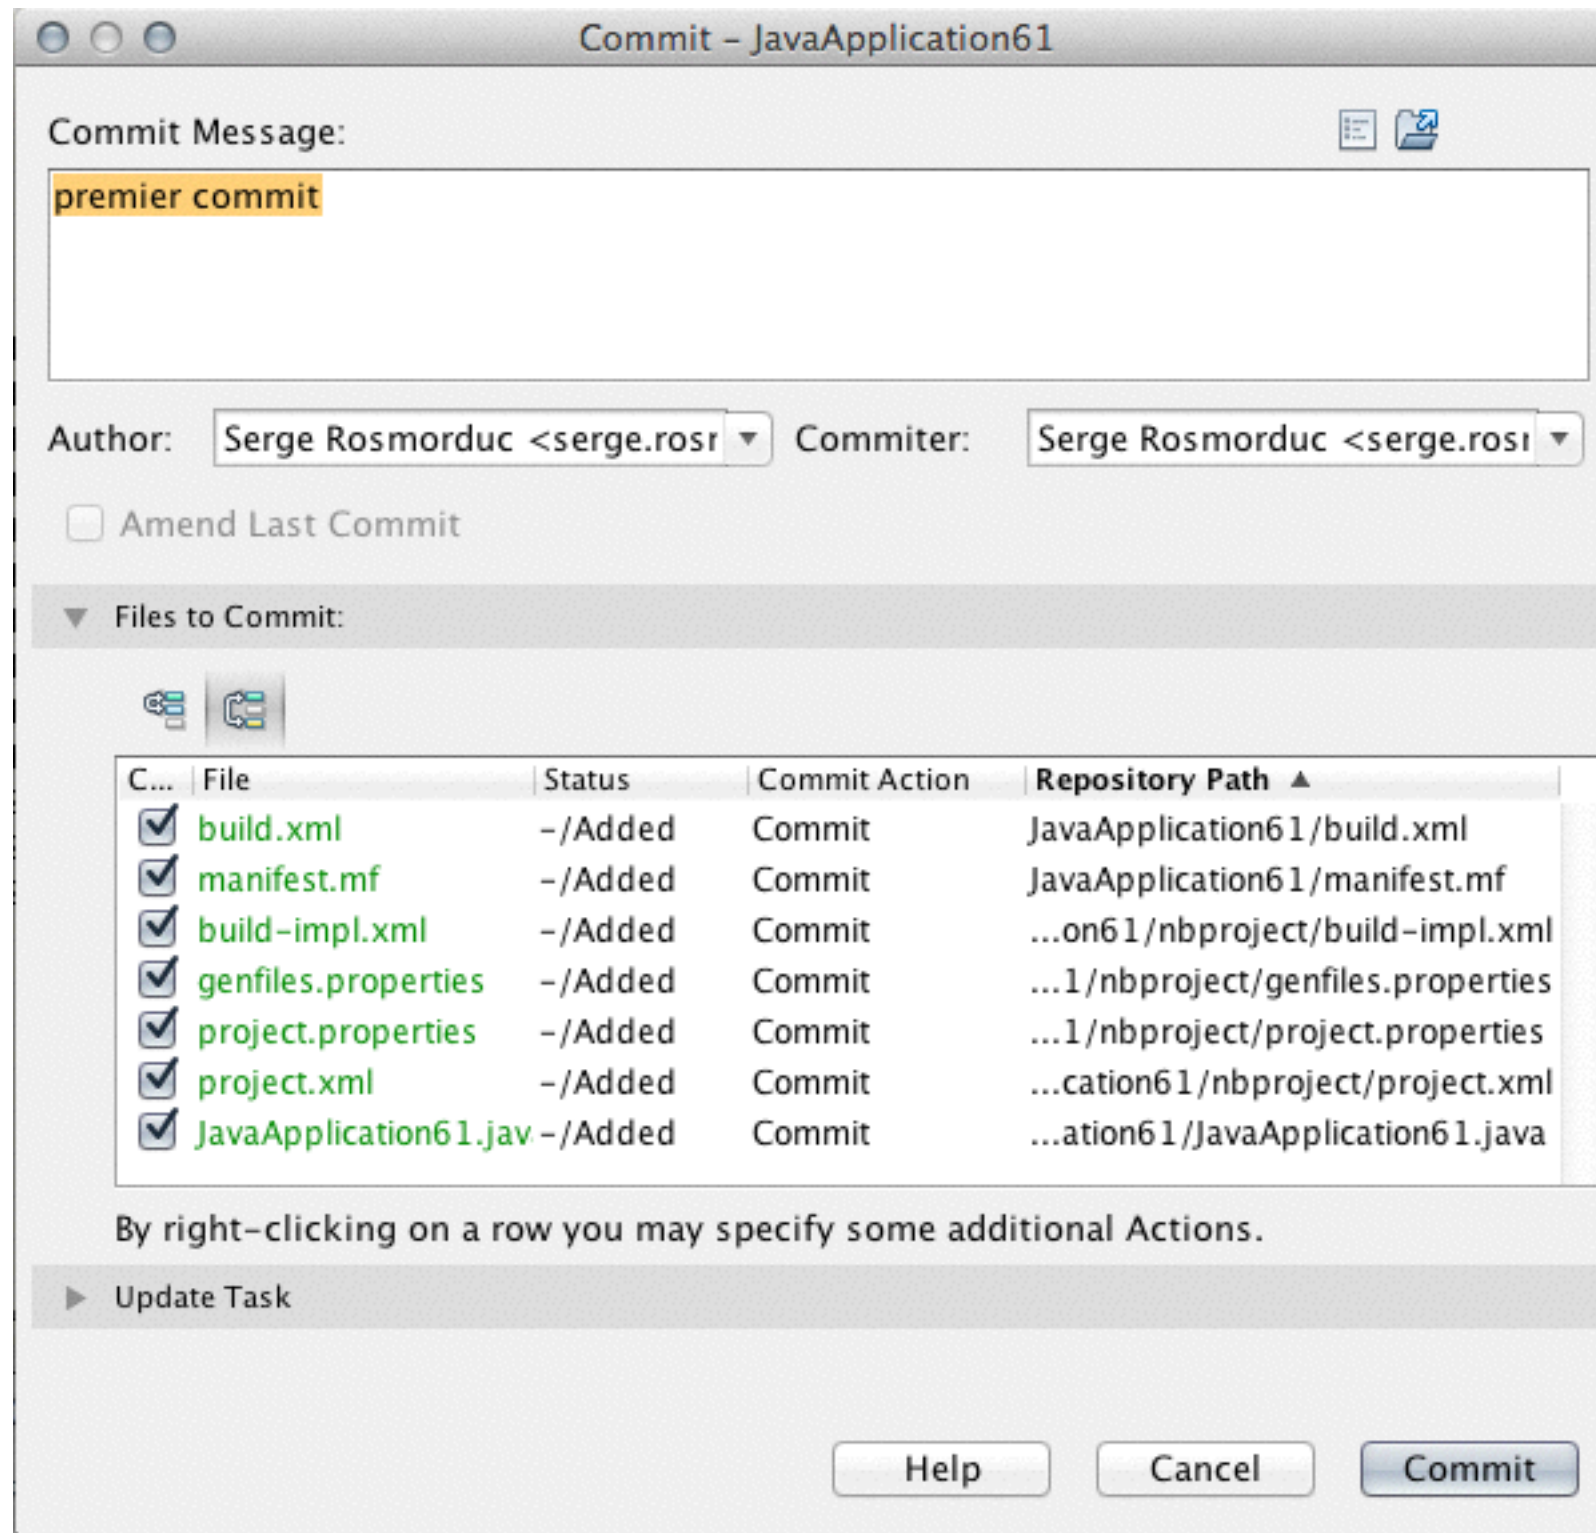 Commit – JavaApplication61
Commit Message:
premier commit
Author: Serge Rosmorduc <serge.rosr Commiter: Serge Rosmorduc <serge.rosr
Amend Last Commit
Files to Commit:
C... File Status Commit Action Repository Path ▲
build.xml -/Added Commit JavaApplication61/build.xml
manifest.mf -/Added Commit JavaApplication61/manifest.mf
build-impl.xml -/Added Commit ...on61/nbproject/build-impl.xml
genfiles.properties -/Added Commit ...1/nbproject/genfiles.properties
project.properties -/Added Commit ...1/nbproject/project.properties
project.xml -/Added Commit ...cation61/nbproject/project.xml
JavaApplication61.jav -/Added Commit ...ation61/JavaApplication61.java
By right-clicking on a row you may specify some additional Actions.
Update Task
Help Cancel Commit